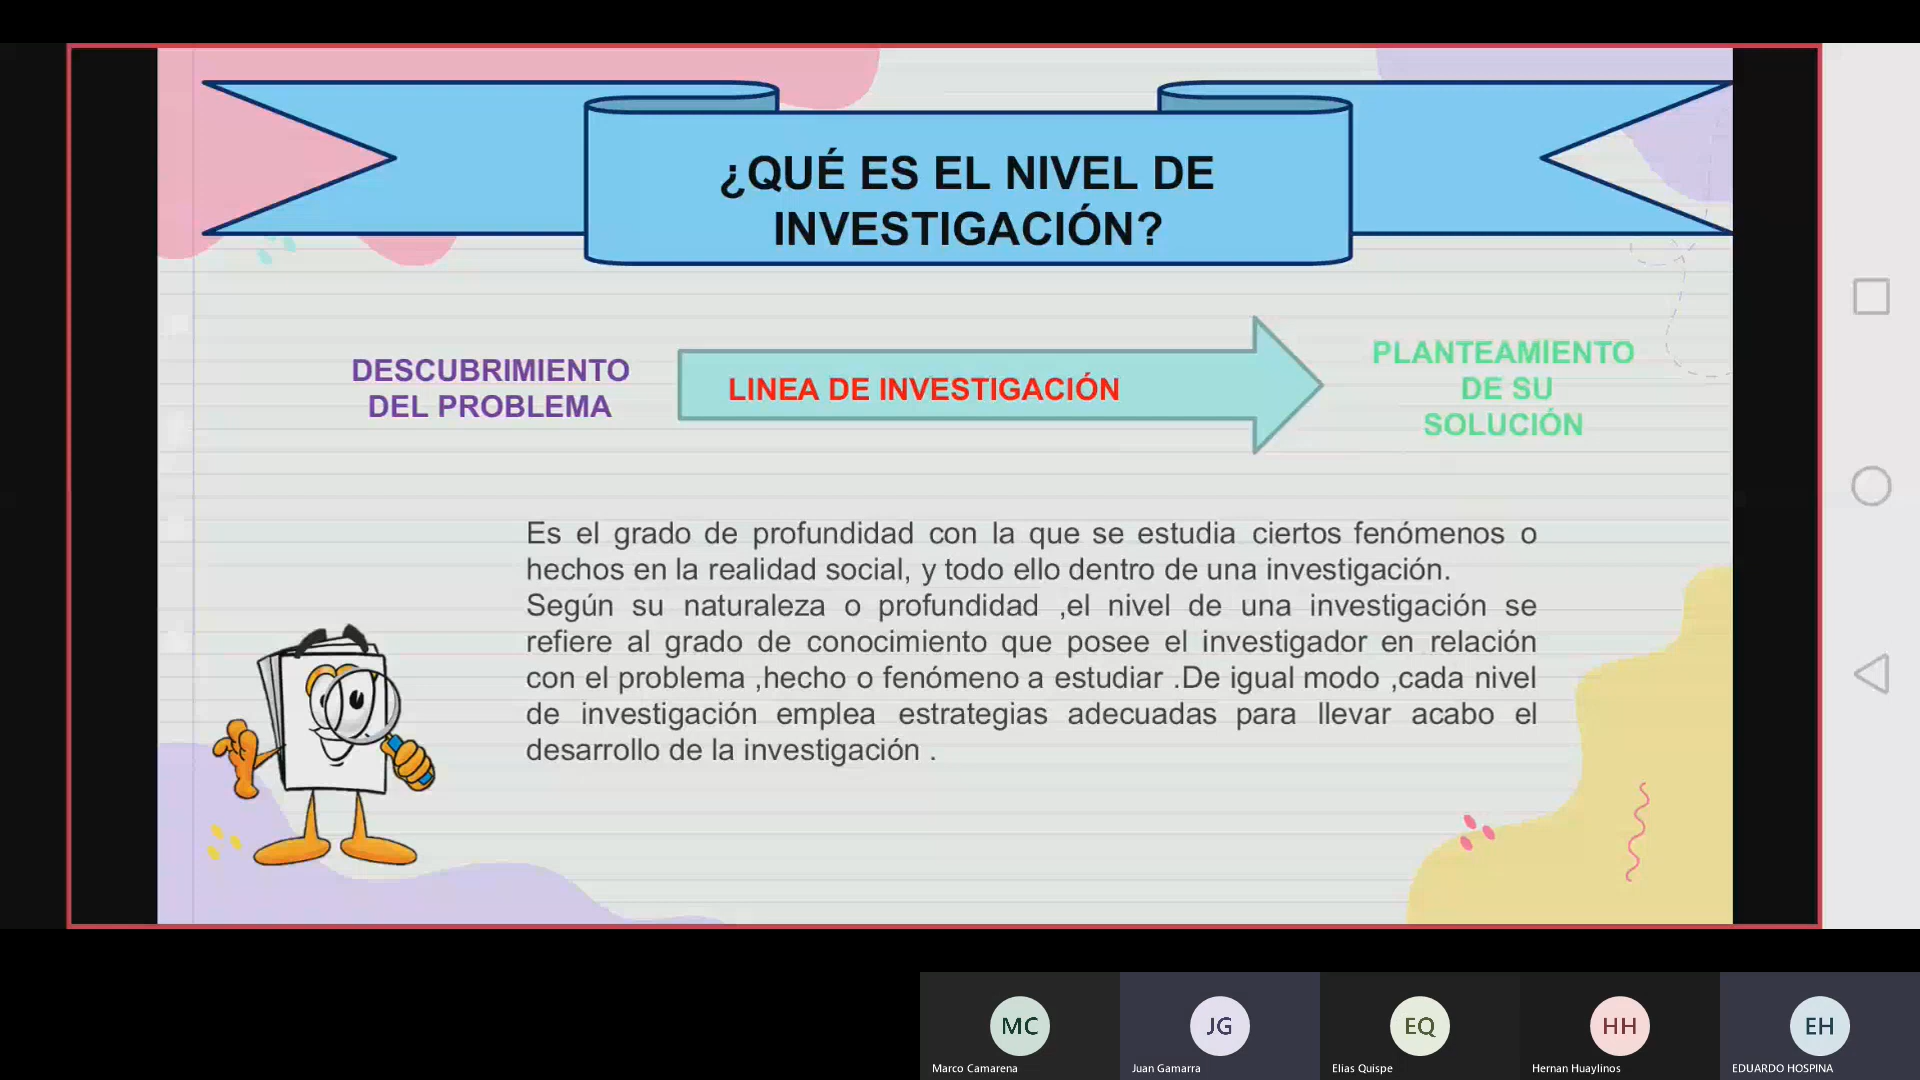 ¿QUÉ ES EL NIVEL DE
INVESTIGACIÓN?
DESCUBRIMIENTO
DEL PROBLEMA
LINEA DE INVESTIGACIÓN
PLANTEAMIENTO
DE SU
SOLUCIÓN
Es el grado de profundidad con la que se estudia ciertos fenómenos o
hechos en la realidad social, y todo ello dentro de una investigación.
Según su naturaleza o profundidad ,el nivel de una investigación se
refiere al grado de conocimiento que posee el investigador en relación
con el problema ,hecho o fenómeno a estudiar .De igual modo ,cada nivel
de investigación emplea estrategias adecuadas para llevar acabo el
desarrollo de la investigación .
MC
JG
EQ
HH
EH
Marco Camarena
Juan Gamarra
Elias Quispe
Hernan Huaylinos
EDUARDO HOSPINA